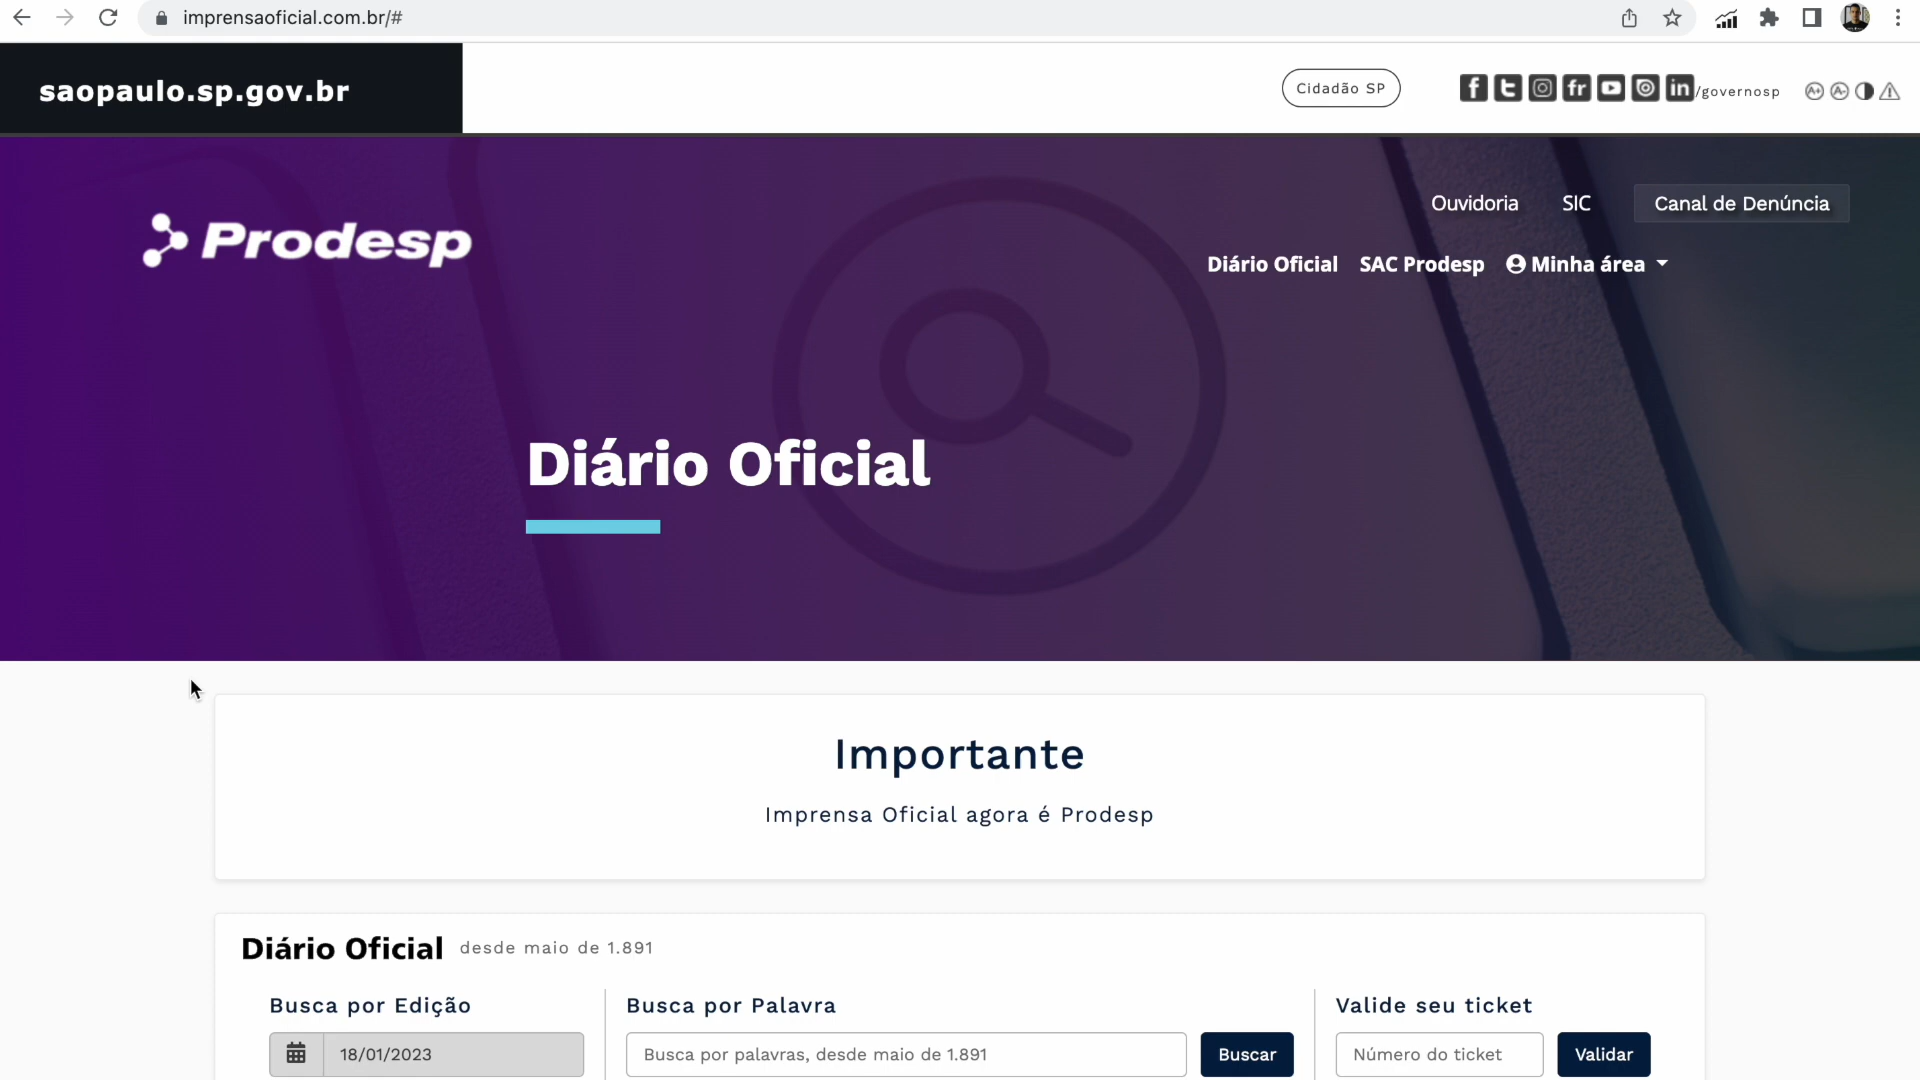 imprensaoficial.com.br/#
saopaulo.sp.gov.br
Cidadão SP
/governosp
Ouvidoria SIC Canal de Denúncia
Prodesp
Diário Oficial SAC Prodesp Minha área
Diário Oficial
Importante
Imprensa Oficial agora é Prodesp
Diário Oficial desde maio de 1.891
Busca por Edição
18/01/2023
Busca por Palavra
Busca por palavras, desde maio de 1.891 Buscar
Valide seu ticket
Número do ticket Validar